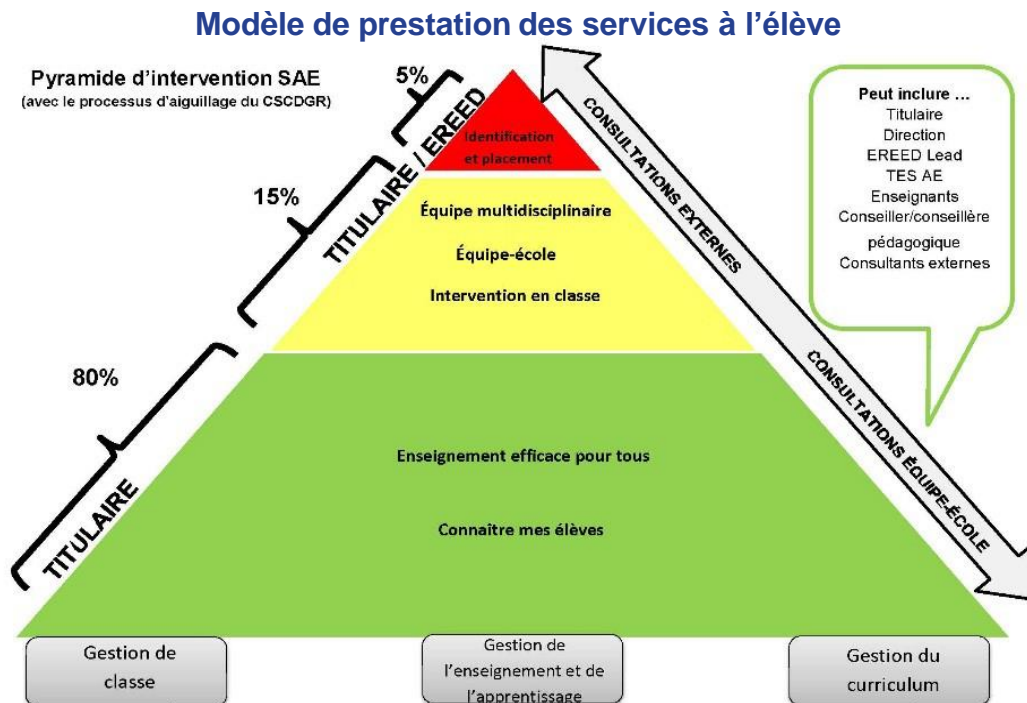 Modèle de prestation des services à l’élève
Pyramide d’intervention SAE
(avec le processus d’aiguillage du CSCDGR)
5%
15%
80%
TITULAIRE / EREED
TITULAIRE
Identification
et placement
Équipe multidisciplinaire
Équipe-école
Intervention en classe
Enseignement efficace pour tous
Connaître mes élèves
CONSULTATIONS EXTERNES
CONSULTATIONS ÉQUIPE-ÉCOLE
Peut inclure ...
Titulaire
Direction
EREED Lead
TES AE
Enseignants
Conseiller/conseillère
pédagogique
Consultants externes
Gestion de
classe
Gestion de
l’enseignement et de
l’apprentissage
Gestion du
curriculum